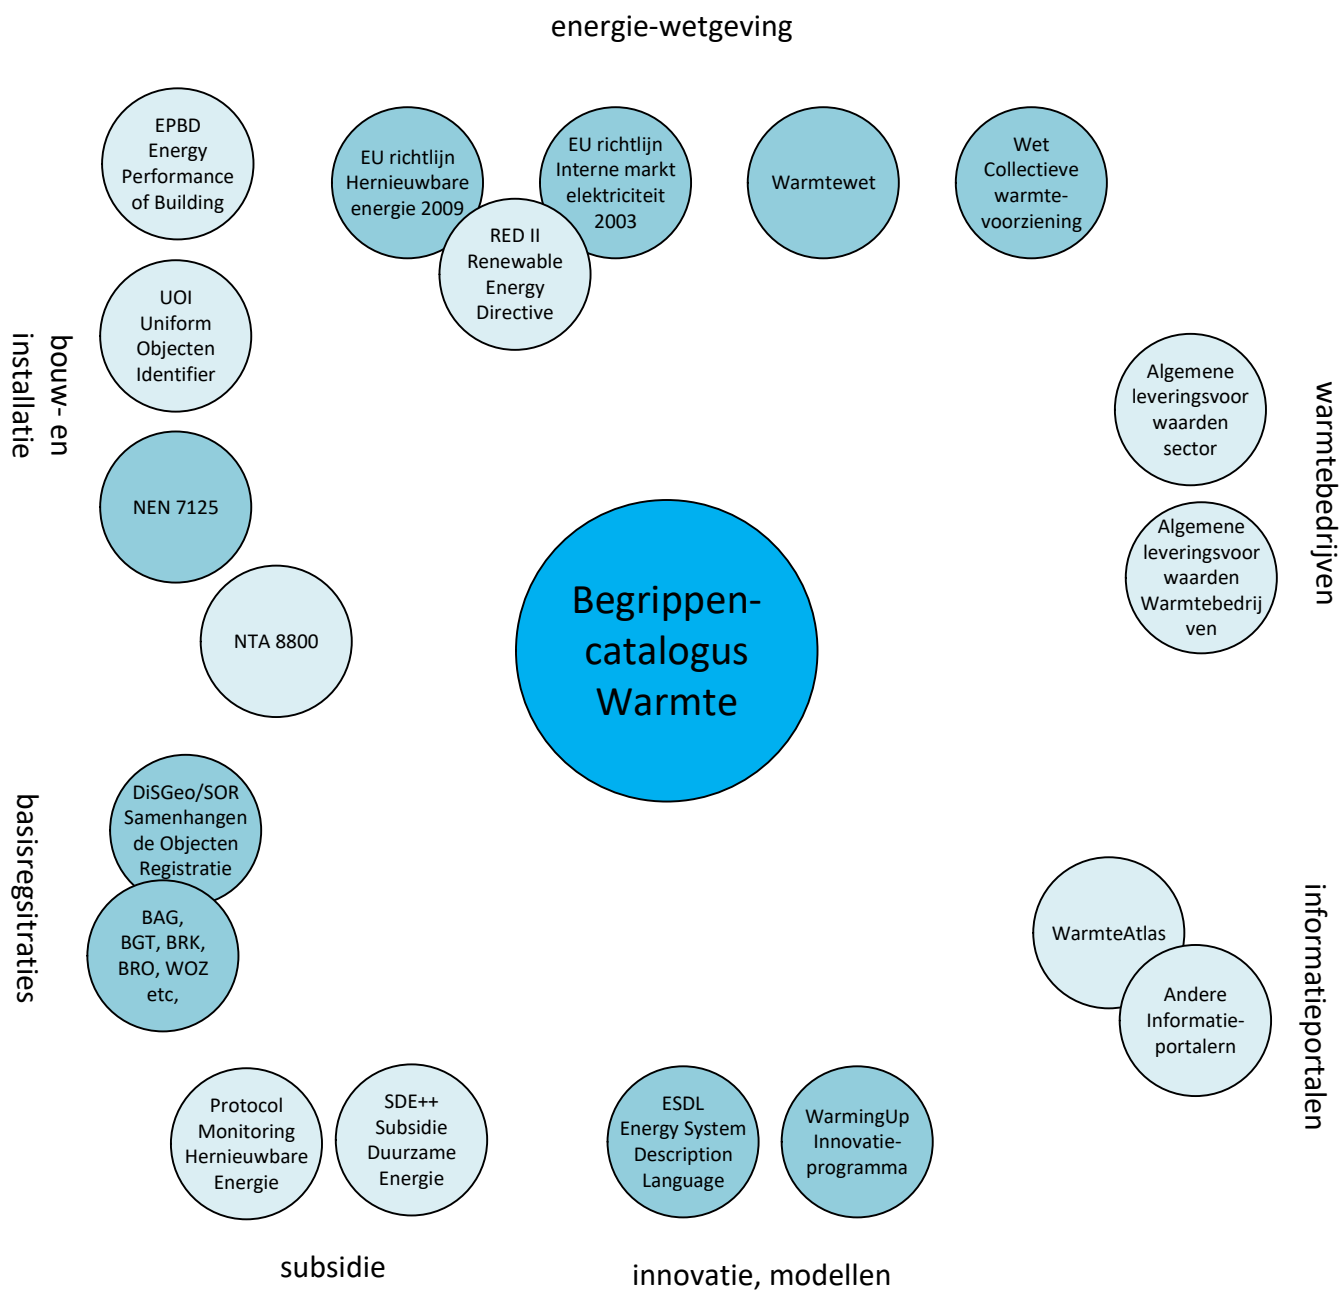 energie-wetgeving
EPBD
Energy
Performance
of Building
EU richtlijn
Hernieuwbare
energie 2009
EU richtlijn
Interne markt
elektriciteit
2003
RED II
Renewable
Energy
Directive
Warmtewet
Wet
Collectieve
warmte-
voorziening
bouw- en
installatie
UOI
Uniform
Objecten
Identifier
NEN 7125
NTA 8800
warmtebedrijven
Algemene
leveringsvoor
waarden
sector
Algemene
leveringsvoor
waarden
Warmtebedrij
ven
Begrippen-
catalogus
Warmte
basisregsitraties
DiSGeo/SOR
Samenhangen
de Objecten
Registratie
BAG,
BGT, BRK,
BRO, WOZ
etc,
informatieportalen
WarmteAtlas
Andere
Informatie-
portalern
Protocol
Monitoring
Hernieuwbare
Energie
SDE++
Subsidie
Duurzame
Energie
subsidie
ESDL
Energy System
Description
Language
WarmingUp
Innovatie-
programma
innovatie, modellen